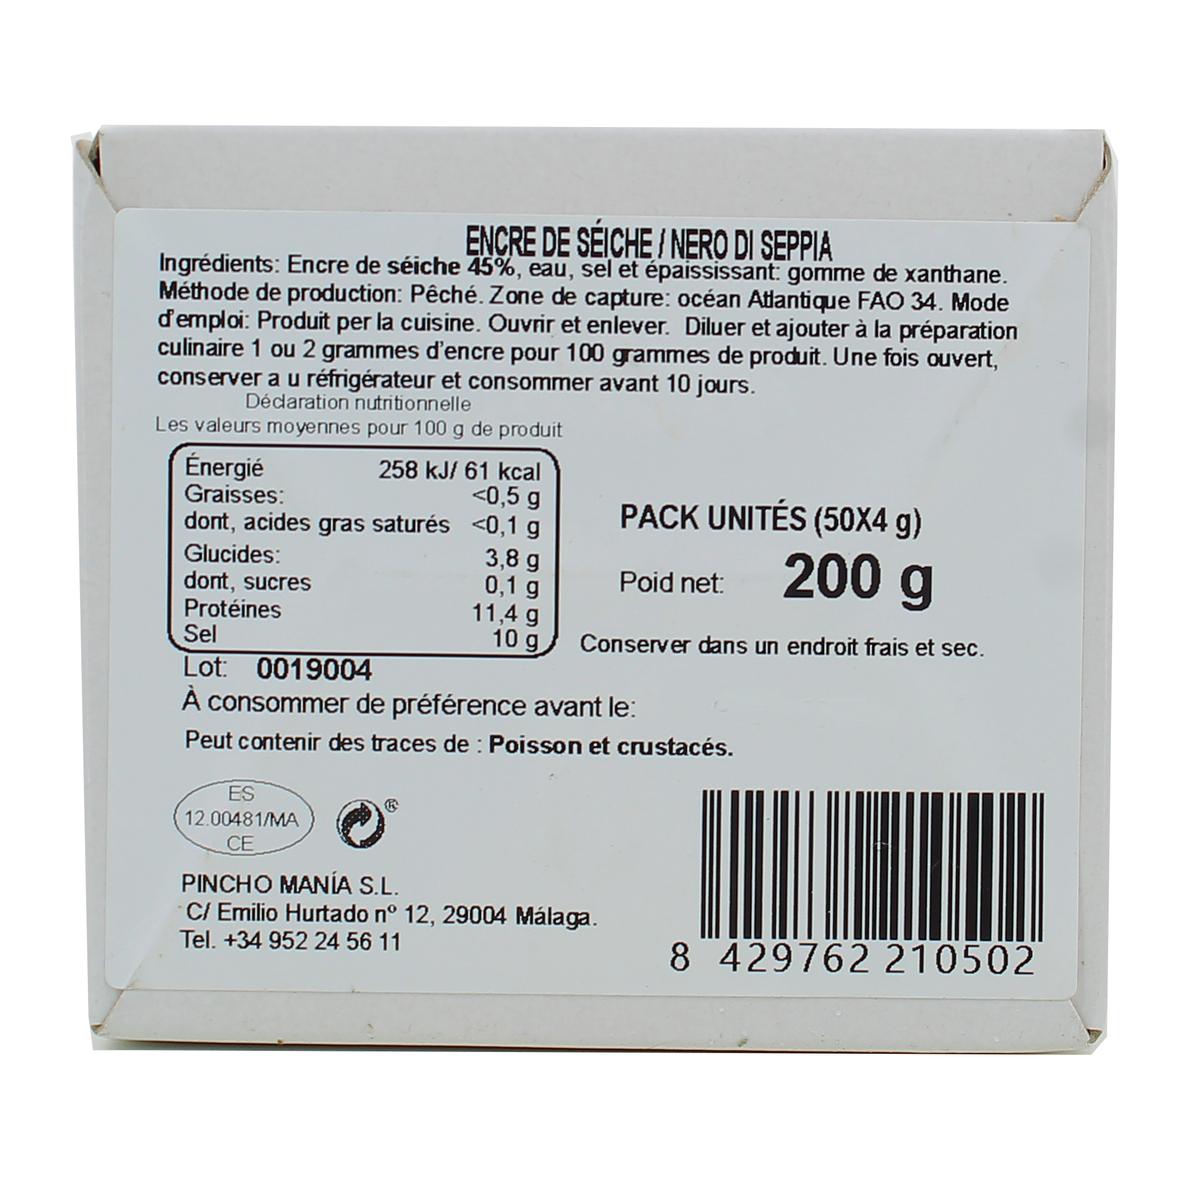 ENCRE DE SÉICHE / NERO DI SEPPIA
Ingrédients: Encre de séiche 45%, eau, sel et épaississant: gomme de xanthane.
Méthode de production: Pêché. Zone de capture: océan Atlantique FAO 34. Mode
d'emploi: Produit per la cuisine. Ouvrir et enlever. Diluer et ajouter à la préparation
culinaire 1 ou 2 grammes d'encre pour 100 grammes de produit. Une fois ouvert,
conserver a u réfrigérateur et consommer avant 10 jours.
Déclaration nutritionnelle
Les valeurs moyennes pour 100 g de produit
Énergié 258 kJ/ 61 kcal
Graisses: <0,5 g
dont, acides gras saturés <0,1 g
Glucides: 3,8 g
dont, sucres 0,1 g
Protéines 11,4 g
Sel 10 g
PACK UNITÉS (50X4 g)
Poid net: 200 g
Conserver dans un endroit frais et sec.
Lot: 0019004
À consommer de préférence avant le:
Peut contenir des traces de : Poisson et crustacés.
ES
12.00481/MA
CE
®
PINCHO MANÍA S.L.
C/ Emilio Hurtado nº 12, 29004 Málaga.
Tel. +34 952 24 56 11
8 429762 210502